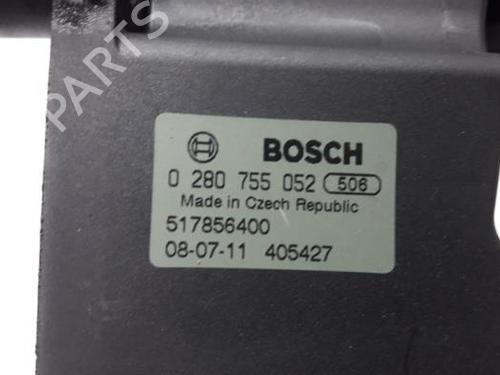 PARTS
BOSCH
0 280 755 052 506
Made in Czech Republic
517856400
08-07-11 405427